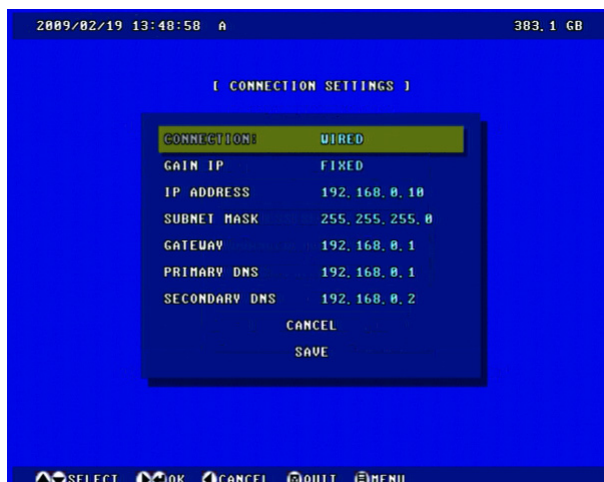 2009/02/19 13:48:58 A 383.1 GB
[ CONNECTION SETTINGS ]
CONNECTION: WIRED
GAIN IP FIXED
IP ADDRESS 192.168.0.10
SUBNET MASK 255.255.255.0
GATEWAY 192.168.0.1
PRIMARY DNS 192.168.0.1
SECONDARY DNS 192.168.0.2
CANCEL
SAVE
SELECT OK CANCEL QUIT MENU